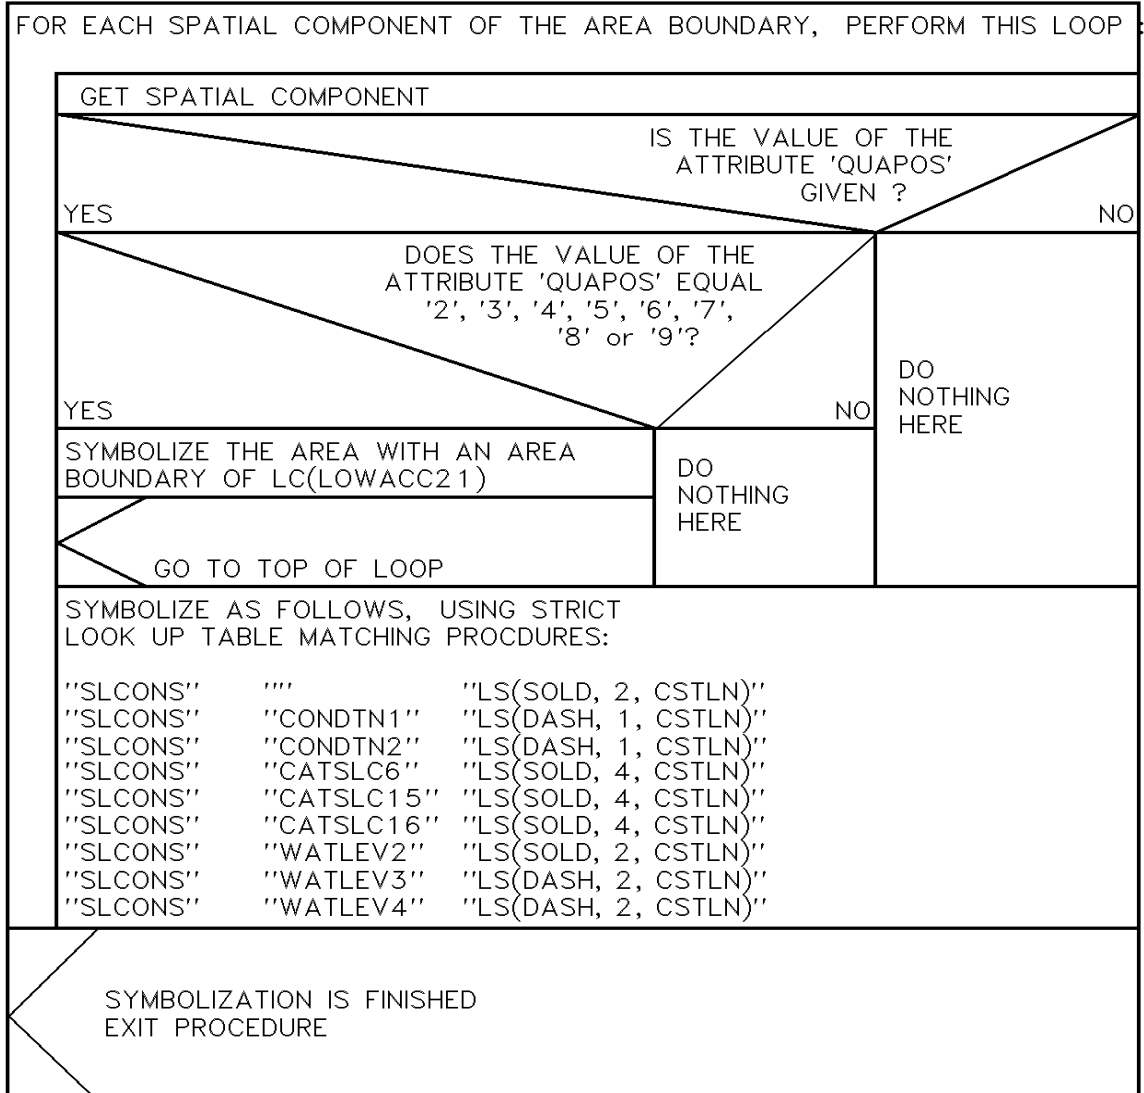 FOR EACH SPATIAL COMPONENT OF THE AREA BOUNDARY, PERFORM THIS LOOP :
GET SPATIAL COMPONENT
IS THE VALUE OF THE
ATTRIBUTE 'QUAPOS'
GIVEN ?
YES
NO
DOES THE VALUE OF THE
ATTRIBUTE 'QUAPOS' EQUAL
'2', '3', '4', '5', '6', '7',
'8' or '9'?
YES
NO
DO
NOTHING
HERE
SYMBOLIZE THE AREA WITH AN AREA
BOUNDARY OF LC(LOWACC21)
DO
NOTHING
HERE
GO TO TOP OF LOOP
SYMBOLIZE AS FOLLOWS, USING STRICT
LOOK UP TABLE MATCHING PROCDURES:
''SLCONS'' '''' ''LS(SOLD, 2, CSTLN)''
''SLCONS'' ''CONDTN1'' ''LS(DASH, 1, CSTLN)''
''SLCONS'' ''CONDTN2'' ''LS(DASH, 1, CSTLN)''
''SLCONS'' ''CATSLC6'' ''LS(SOLD, 4, CSTLN)''
''SLCONS'' ''CATSLC15'' ''LS(SOLD, 4, CSTLN)''
''SLCONS'' ''CATSLC16'' ''LS(SOLD, 4, CSTLN)''
''SLCONS'' ''WATLEV2'' ''LS(SOLD, 2, CSTLN)''
''SLCONS'' ''WATLEV3'' ''LS(DASH, 2, CSTLN)''
''SLCONS'' ''WATLEV4'' ''LS(DASH, 2, CSTLN)''
SYMBOLIZATION IS FINISHED
EXIT PROCEDURE